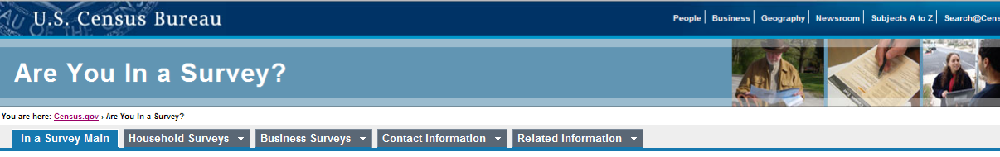 U.S. Census Bureau
People Business Geography Newsroom Subjects A to Z Search@Cens
Are You In a Survey?
You are here: Census.gov › Are You In a Survey?
In a Survey Main Household Surveys Business Surveys Contact Information Related Information